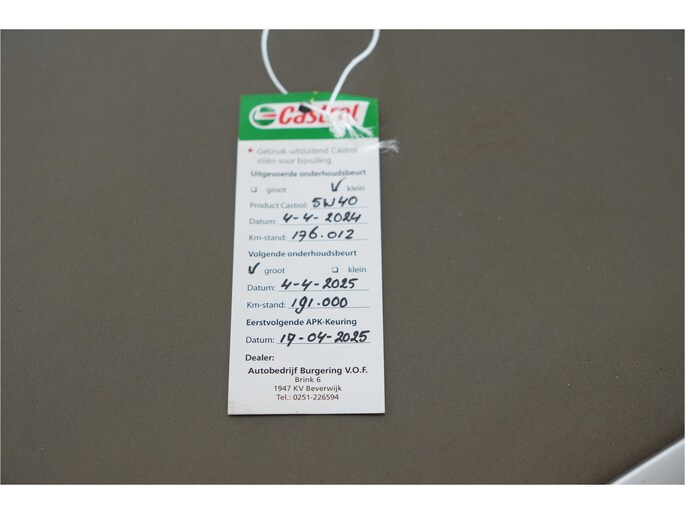 Castrol
* Gebruik uitsluitend Castrol
oliën voor bijvulling.
Uitgevoerde onderhoudsbeurt
groot klein
Product Castrol: 5W40
Datum: 4-4-2024
Km-stand: 176.012
Volgende onderhoudsbeurt
groot klein
Datum: 4-4-2025
Km-stand: 191.000
Eerstvolgende APK-Keuring
Datum: 17-04-2025
Dealer:
Autobedrijf Burgering V.O.F.
Brink 6
1947 KV Beverwijk
Tel.: 0251-226594